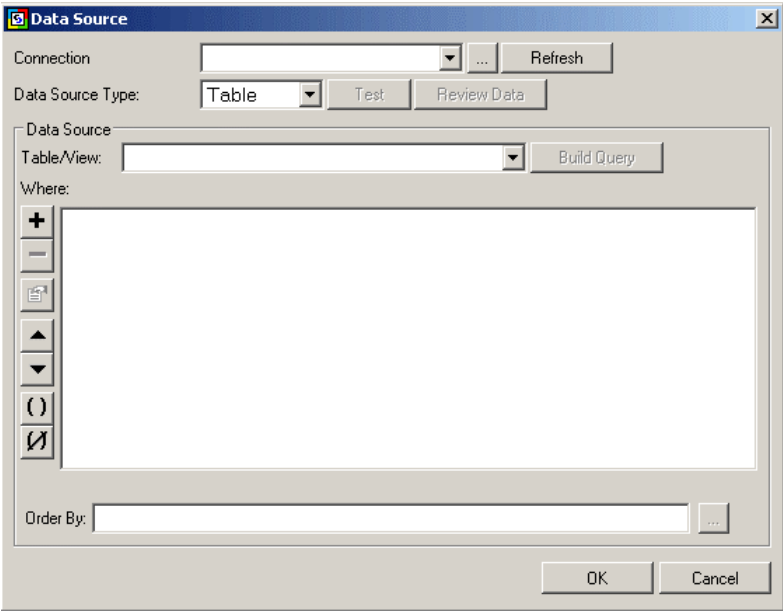 Data Source
Connection ... Refresh
Data Source Type: Table Test Review Data
Data Source
Table/View: Build Query
Where:
+
−
( )
Order By: ...
OK Cancel